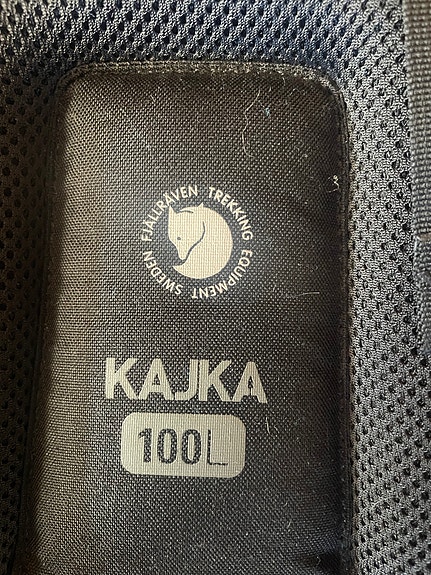 FJÄLLRÄVEN TREKKING EQUIPMENT SWEDEN
KAJKA
100L